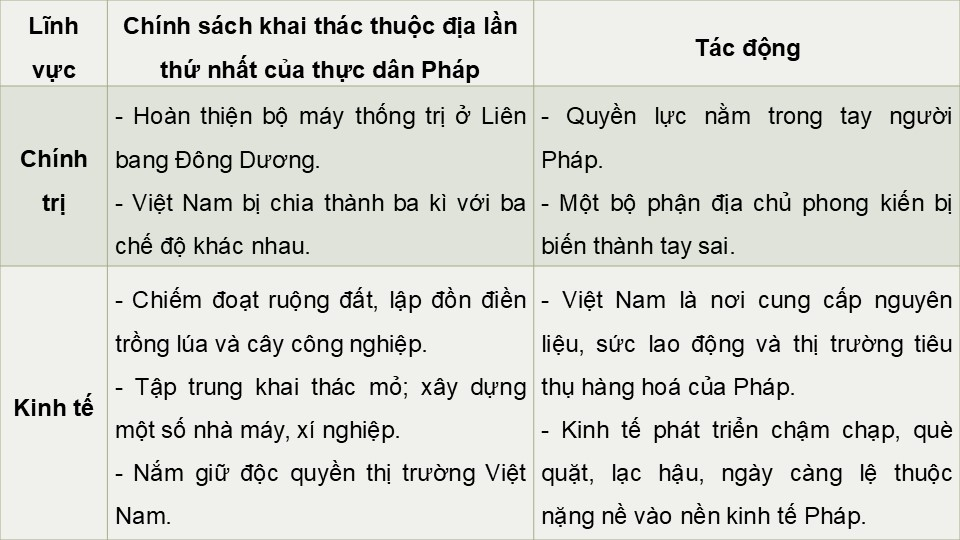 Lĩnh
vực
Chính sách khai thác thuộc địa lần
thứ nhất của thực dân Pháp
Tác động
Chính
trị
- Hoàn thiện bộ máy thống trị ở Liên
bang Đông Dương.
- Việt Nam bị chia thành ba kì với ba
chế độ khác nhau.
- Quyền lực nằm trong tay người
Pháp.
- Một bộ phận địa chủ phong kiến bị
biến thành tay sai.
Kinh tế
- Chiếm đoạt ruộng đất, lập đồn điền
trồng lúa và cây công nghiệp.
- Tập trung khai thác mỏ; xây dựng
một số nhà máy, xí nghiệp.
- Nắm giữ độc quyền thị trường Việt
Nam.
- Việt Nam là nơi cung cấp nguyên
liệu, sức lao động và thị trường tiêu
thụ hàng hoá của Pháp.
- Kinh tế phát triển chậm chạp, què
quặt, lạc hậu, ngày càng lệ thuộc
nặng nề vào nền kinh tế Pháp.